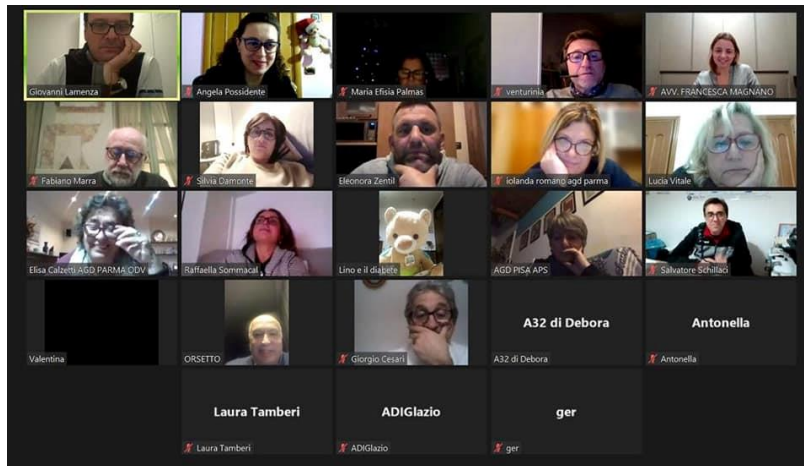 Giovanni Lamenza
Angela Possidente
Maria Efisia Palmas
venturinia
AVV. FRANCESCA MAGNANO
Fabiano Marra
Silvia Damonte
Eleonora Zentil
iolanda romano agd parma
Lucia Vitale
Elisa Calzetti AGD PARMA ODV
Raffaella Sommacal
Lino e il diabete
AGD PISA APS
Salvatore Schillaci
Valentina
ORSETTO
Giorgio Cesari
A32 di Debora
A32 di Debora
Antonella
Antonella
Laura Tamberi
Laura Tamberi
ADIGlazio
ADIGlazio
ger
ger